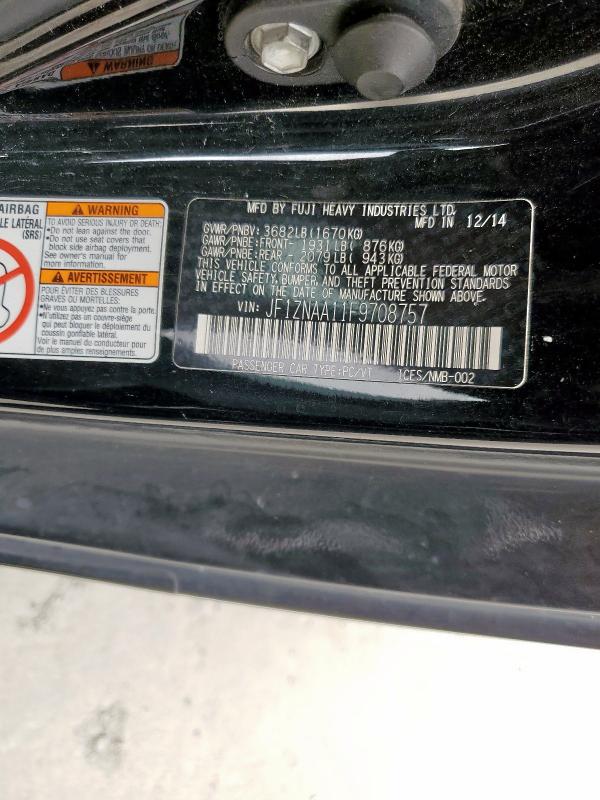 WARNING
AIRBAG
LE LATÉRAL
(SRS)
WARNING
TO AVOID SERIOUS INJURY OR DEATH:
•Do not lean against the door.
•Do not use seat covers that
block side airbag deployment.
See owner's manual for
more information.
AVERTISSEMENT
POUR ÉVITER DES BLESSURES
GRAVES OU MORTELLES:
•Ne vous appuyez pas contre la porte.
•N'utilizez pas un couvre-siège
qui peut bloquer le déploiement du
coussin gonflable latéral.
Voir le manuel du conducteur pour
de plus amples renseignements.
MFD BY FUJI HEAVY INDUSTRIES LTD.
MFD IN 12/14
GVWR/PNBV: 3682LB(1670KG)
GAWR/PNBE:FRONT- 1931LB( 876KG)
GAWR/PNBE:REAR - 2079LB( 943KG)
THIS VEHICLE CONFORMS TO ALL APPLICABLE FEDERAL MOTOR
VEHICLE SAFETY, BUMPER, AND THEFT PREVENTION STANDARDS
IN EFFECT ON THE DATE OF MANUFACTURE SHOWN ABOVE.
VIN: JF1ZNAA11F9708757
PASSENGER CAR TYPE:PC/VT ICES/NMB-002